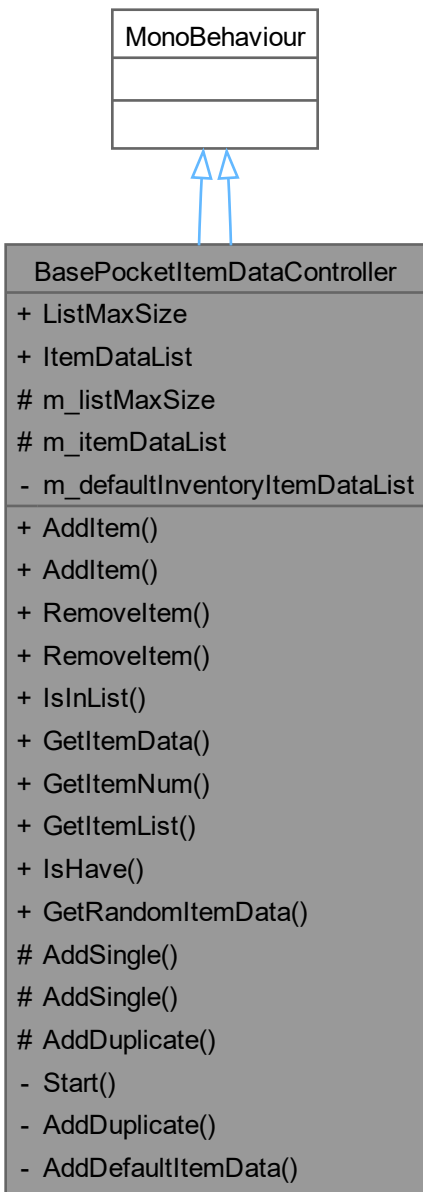 MonoBehaviour
BasePocketItemDataController
+ ListMaxSize
+ ItemDataList
# m_listMaxSize
# m_itemDataList
- m_defaultInventoryItemDataList
+ AddItem()
+ AddItem()
+ RemoveItem()
+ RemoveItem()
+ IsInList()
+ GetItemData()
+ GetItemNum()
+ GetItemList()
+ IsHave()
+ GetRandomItemData()
# AddSingle()
# AddSingle()
# AddDuplicate()
- Start()
- AddDuplicate()
- AddDefaultItemData()